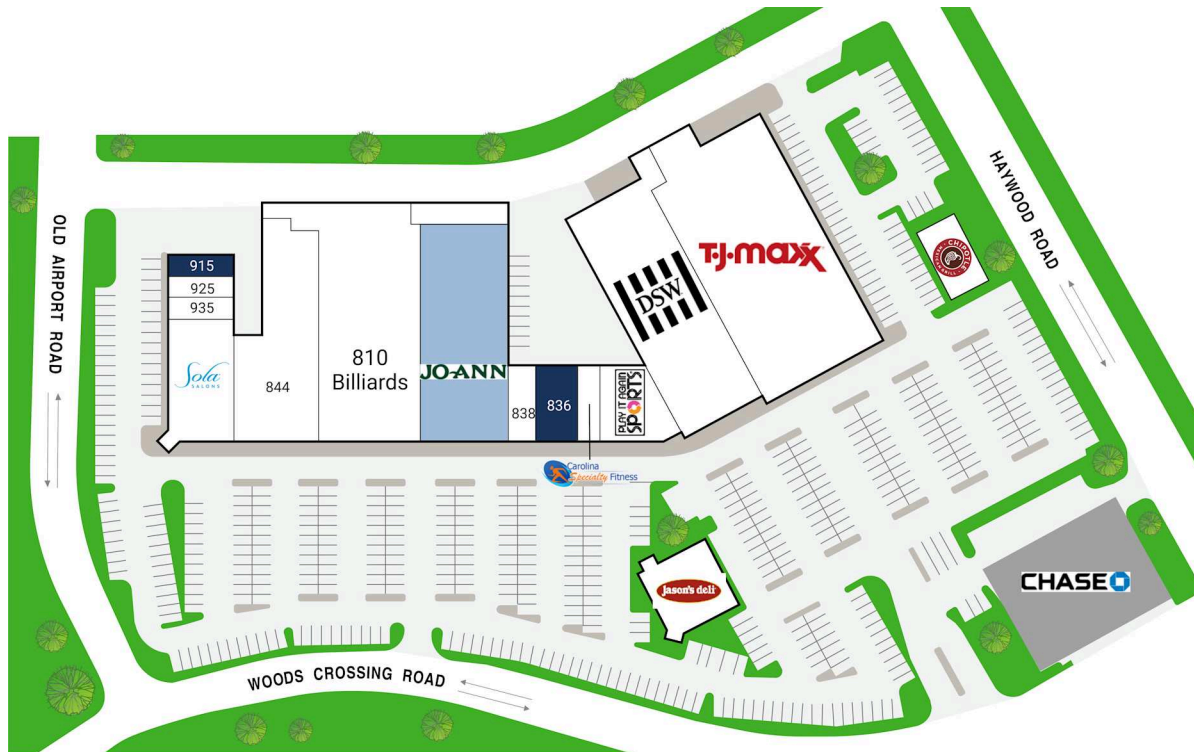 OLD AIRPORT ROAD
HAYWOOD ROAD
WOODS CROSSING ROAD
915
925
935
Sola
SALONS
844
810
Billiards
JO-ANN
838
836
Carolina
Specialty Fitness
PLAY IT AGAIN
SPORTS
DSW
T.J.maxx
CHIPOTLE
MEXICAN GRILL
Jason's deli
CHASE